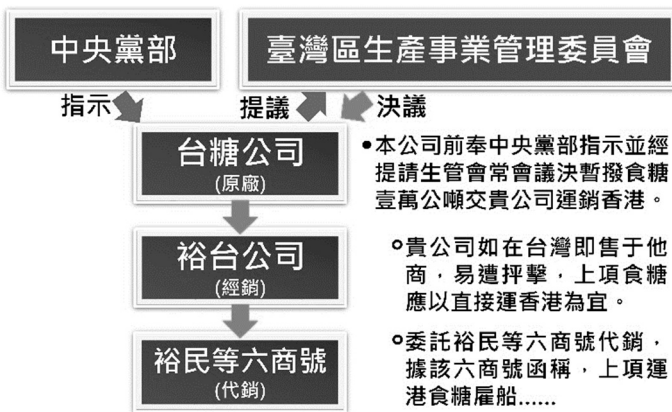 中央黨部
臺灣區生產事業管理委員會
指示
提議
決議
台糖公司
(原廠)
•本公司前奉中央黨部指示並經
提請生管會常會議決暫撥食糖
壹萬公噸交貴公司運銷香港。
裕台公司
(經銷)
○貴公司如在台灣即售于他
商，易遭抨擊，上項食糖
應以直接運香港為宜。
裕民等六商號
(代銷)
○委託裕民等六商號代銷，
據該六商號函稱，上項運
港食糖雇船......